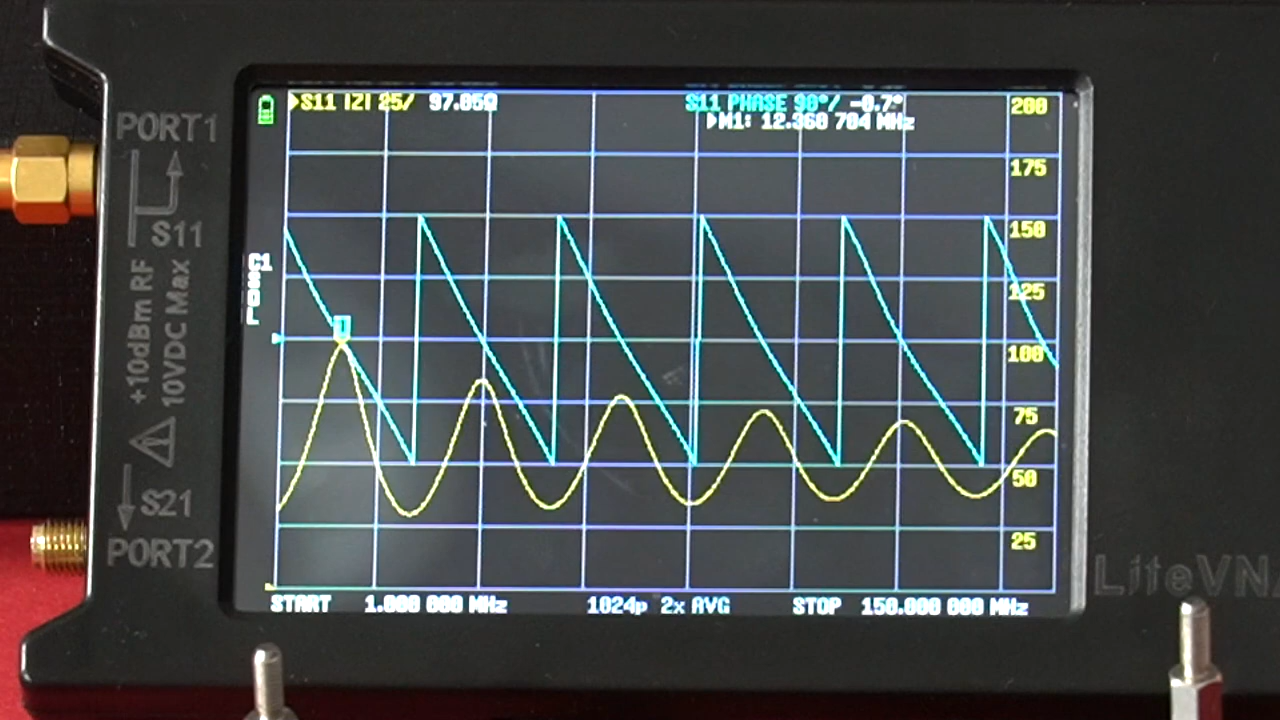 S11 |Z| 25/ 97.05Ω
S11 PHASE 90°/ -0.7°
M1: 12.360 704 MHz
200
175
150
125
100
75
50
25
1
START 1.000 000 MHz
1024p 2x AVG
STOP 150.000 000 MHz
PORT1
S11
+10dBm RF
10VDC Max
S21
PORT2
LiteVN